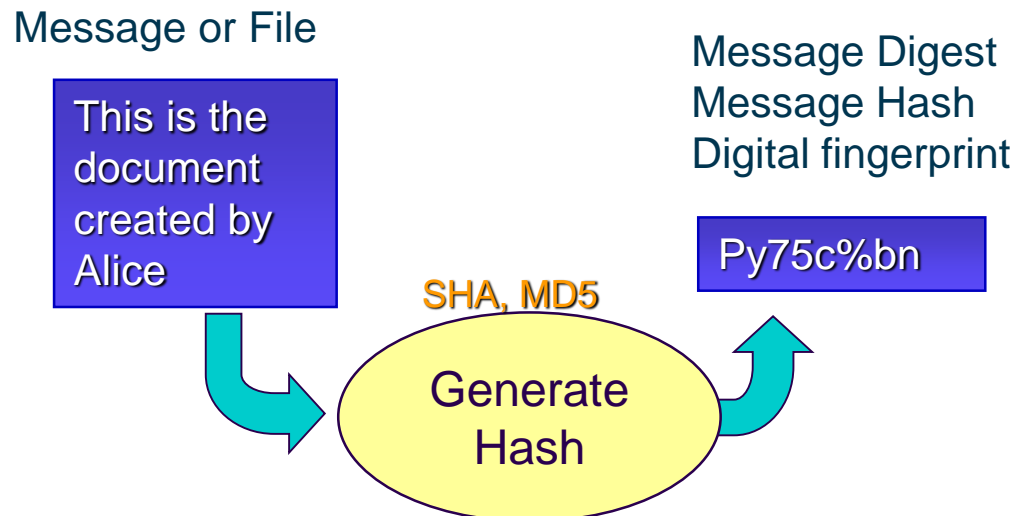 Message or File
This is the
document
created by
Alice
SHA, MD5
Generate
Hash
Message Digest
Message Hash
Digital fingerprint
Py75c%bn